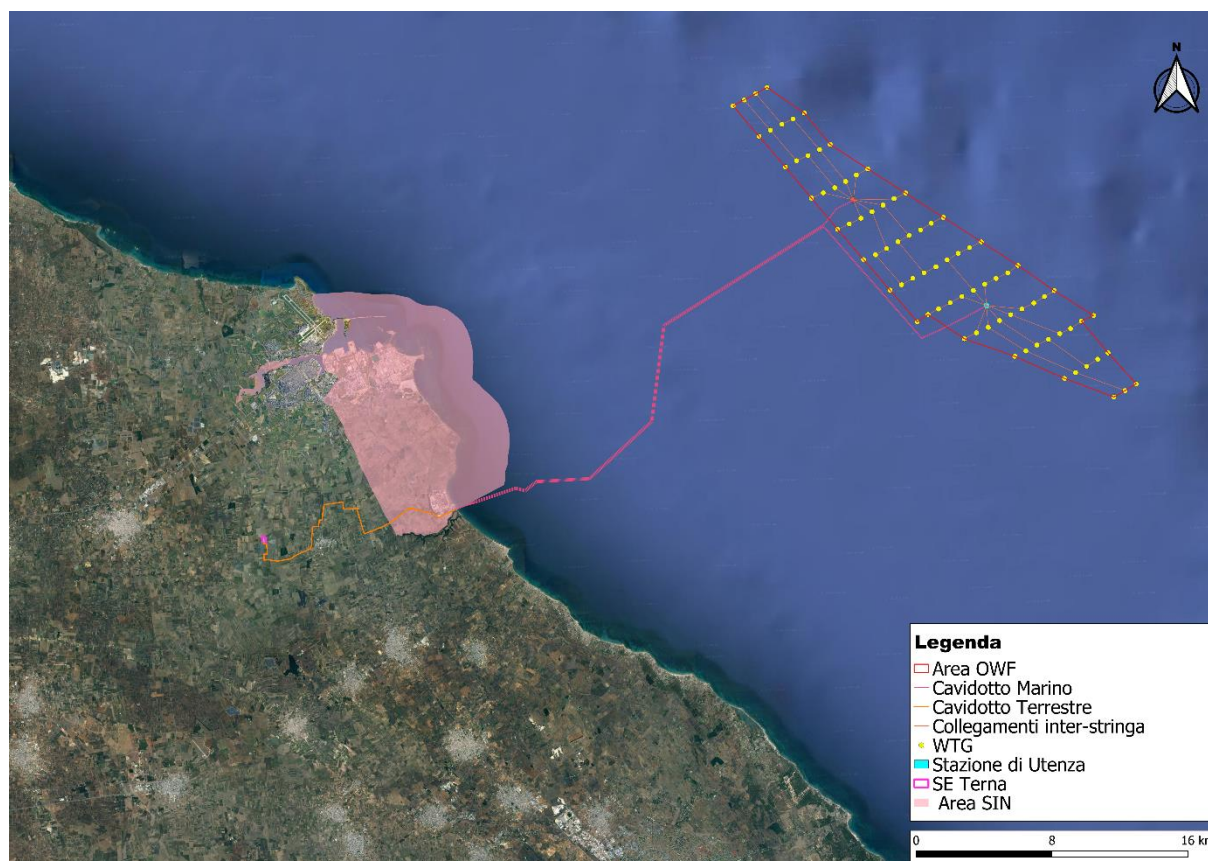 N
Legenda
Area OWF
Cavidotto Marino
Cavidotto Terrestre
Collegamenti inter-stringa
WTG
Stazione di Utenza
SE Terna
Area SIN
0 8 16 km